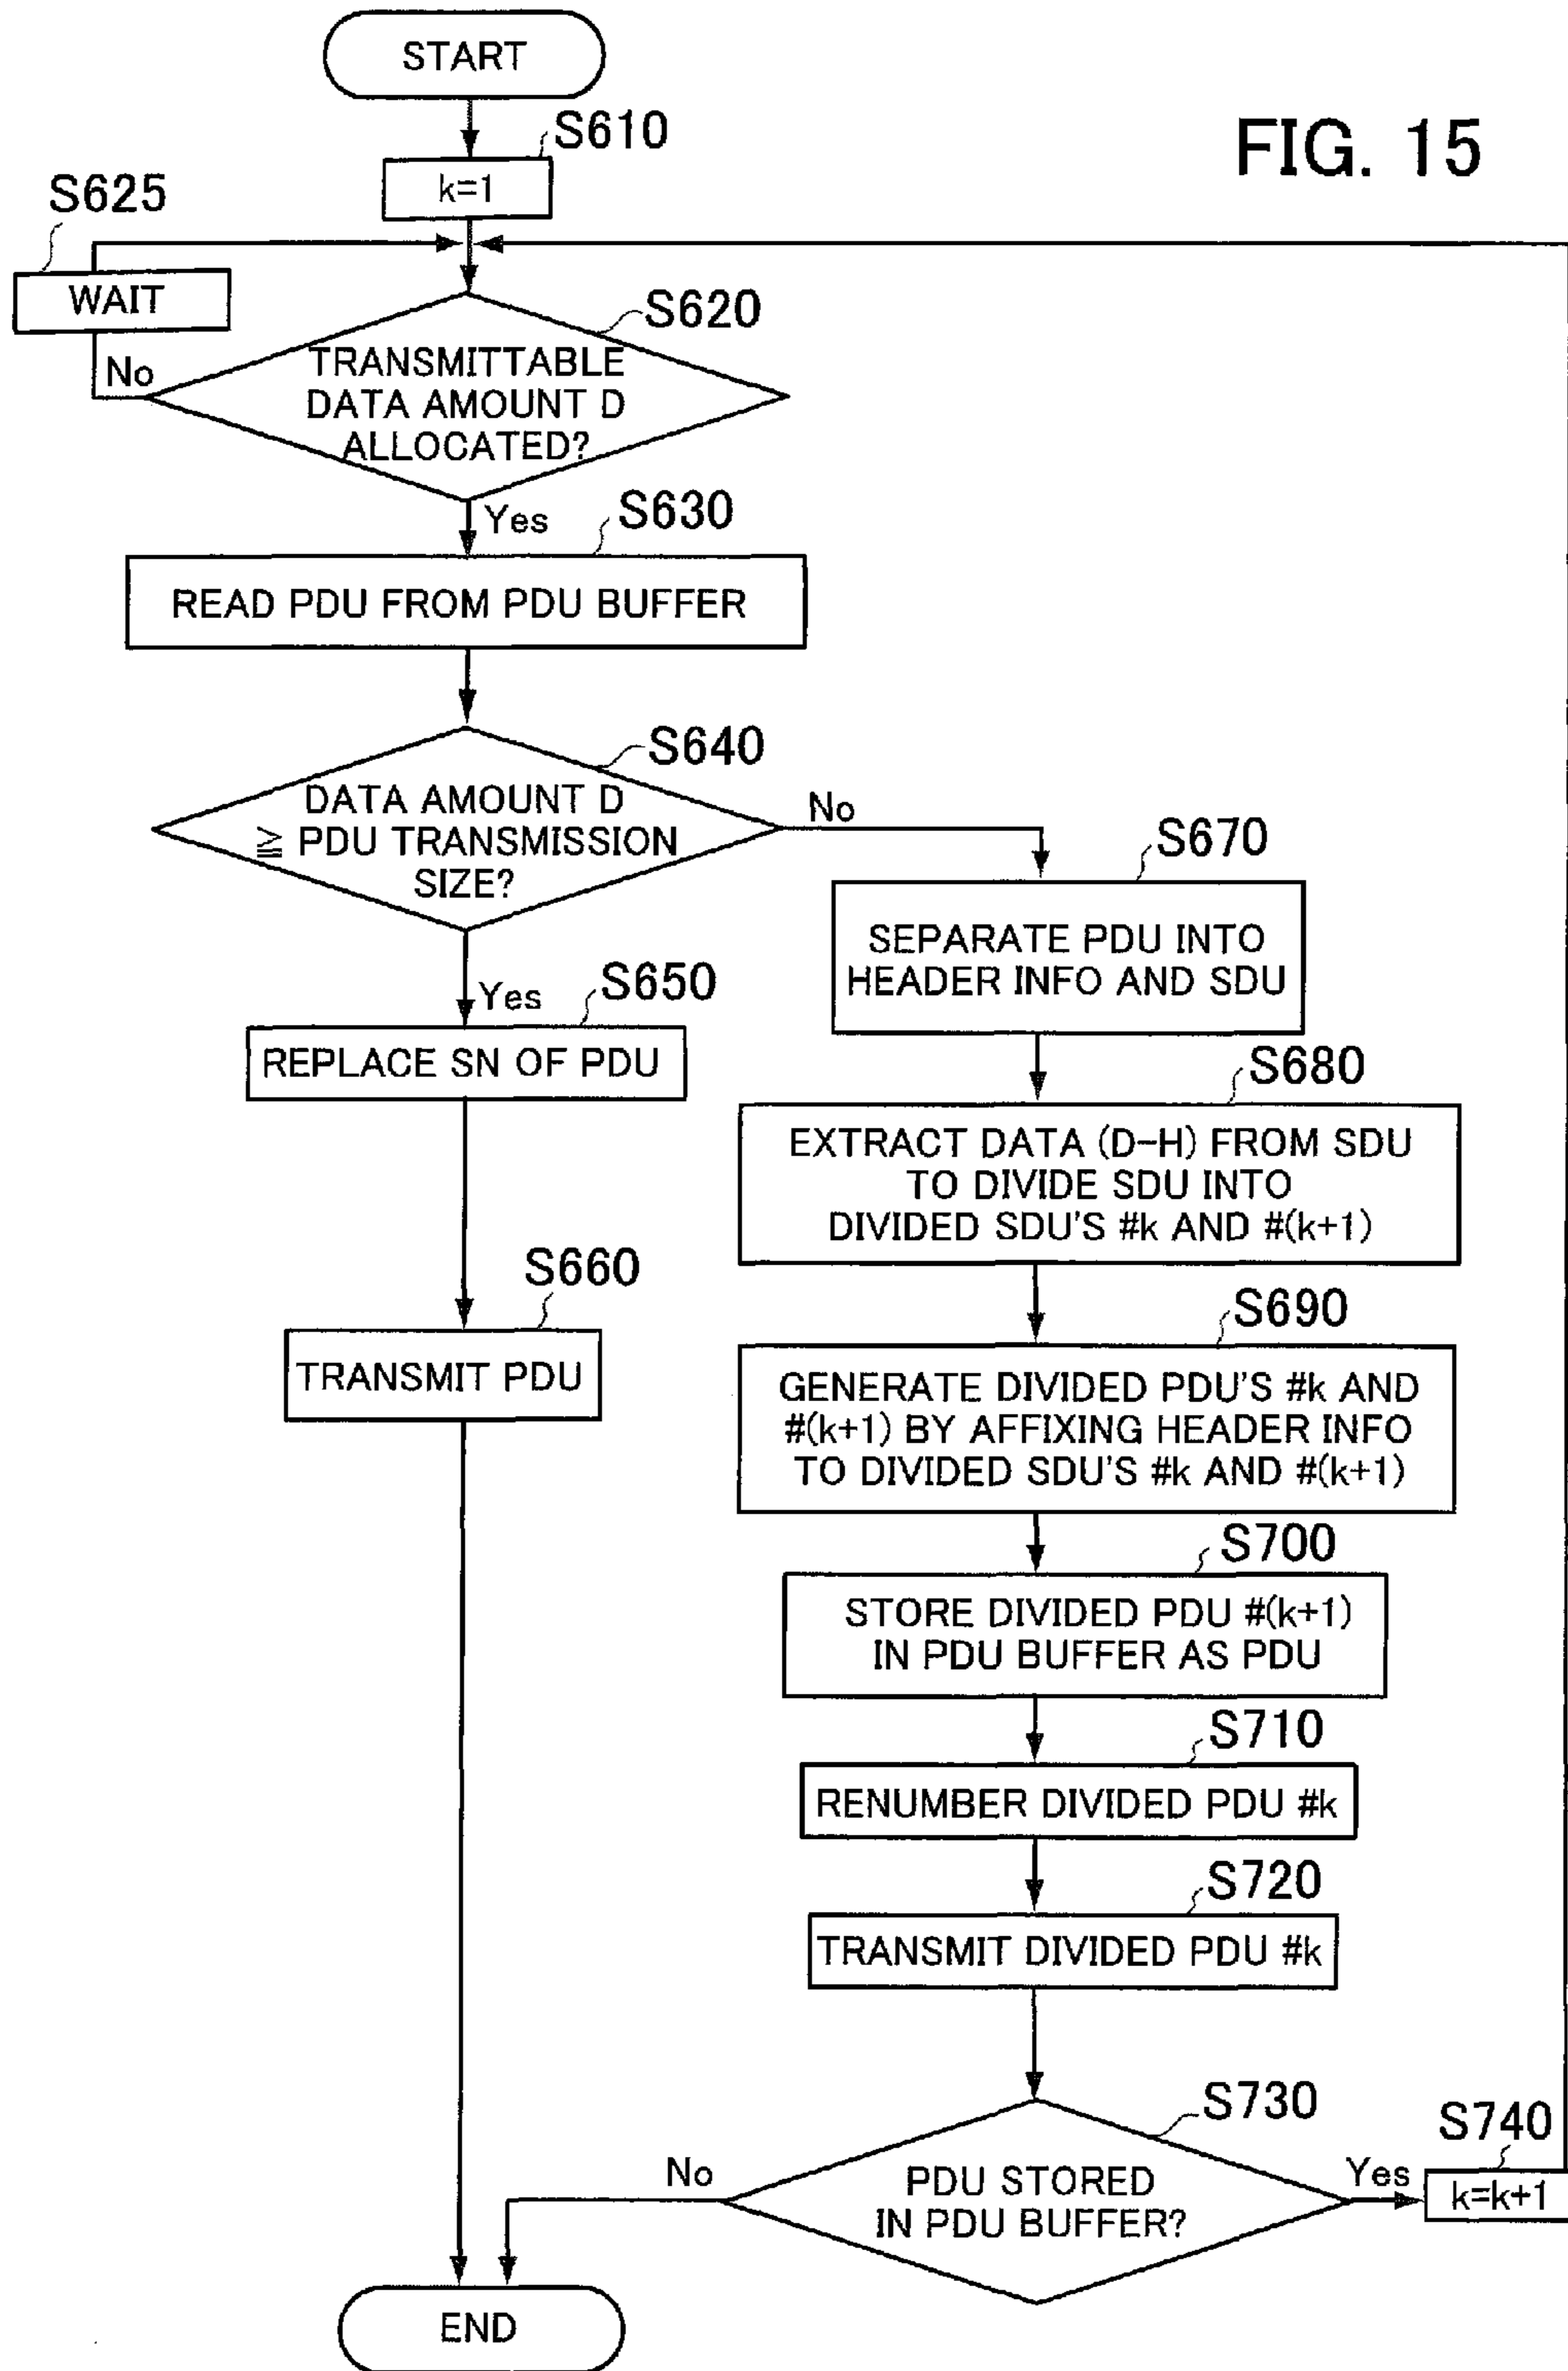 START
S610
FIG. 15
k=1
S625
WAIT
S620
TRANSMITTABLE
DATA AMOUNT D
ALLOCATED?
No
Yes
S630
READ PDU FROM PDU BUFFER
S640
DATA AMOUNT D
≧ PDU TRANSMISSION
SIZE?
No
Yes
S650
REPLACE SN OF PDU
S660
TRANSMIT PDU
S670
SEPARATE PDU INTO
HEADER INFO AND SDU
S680
EXTRACT DATA (D-H) FROM SDU
TO DIVIDE SDU INTO
DIVIDED SDU'S #k AND #(k+1)
S690
GENERATE DIVIDED PDU'S #k AND
#(k+1) BY AFFIXING HEADER INFO
TO DIVIDED SDU'S #k AND #(k+1)
S700
STORE DIVIDED PDU #(k+1)
IN PDU BUFFER AS PDU
S710
RENUMBER DIVIDED PDU #k
S720
TRANSMIT DIVIDED PDU #k
S730
PDU STORED
IN PDU BUFFER?
No
Yes
S740
k=k+1
END